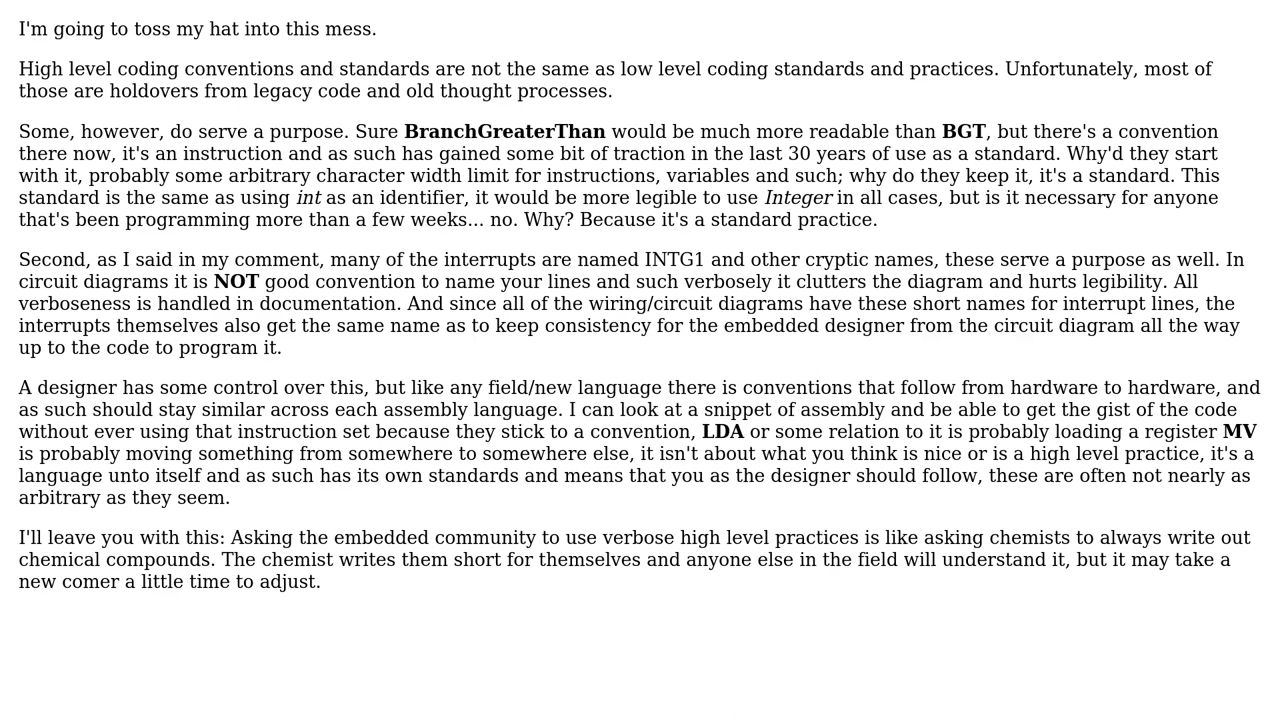 I'm going to toss my hat into this mess.
High level coding conventions and standards are not the same as low level coding standards and practices. Unfortunately, most of
those are holdovers from legacy code and old thought processes.
Some, however, do serve a purpose. Sure BranchGreaterThan would be much more readable than BGT, but there's a convention
there now, it's an instruction and as such has gained some bit of traction in the last 30 years of use as a standard. Why'd they start
with it, probably some arbitrary character width limit for instructions, variables and such; why do they keep it, it's a standard. This
standard is the same as using int as an identifier, it would be more legible to use Integer in all cases, but is it necessary for anyone
that's been programming more than a few weeks... no. Why? Because it's a standard practice.
Second, as I said in my comment, many of the interrupts are named INTG1 and other cryptic names, these serve a purpose as well. In
circuit diagrams it is NOT good convention to name your lines and such verbosely it clutters the diagram and hurts legibility. All
verboseness is handled in documentation. And since all of the wiring/circuit diagrams have these short names for interrupt lines, the
interrupts themselves also get the same name as to keep consistency for the embedded designer from the circuit diagram all the way
up to the code to program it.
A designer has some control over this, but like any field/new language there is conventions that follow from hardware to hardware, and
as such should stay similar across each assembly language. I can look at a snippet of assembly and be able to get the gist of the code
without ever using that instruction set because they stick to a convention, LDA or some relation to it is probably loading a register MV
is probably moving something from somewhere to somewhere else, it isn't about what you think is nice or is a high level practice, it's a
language unto itself and as such has its own standards and means that you as the designer should follow, these are often not nearly as
arbitrary as they seem.
I'll leave you with this: Asking the embedded community to use verbose high level practices is like asking chemists to always write out
chemical compounds. The chemist writes them short for themselves and anyone else in the field will understand it, but it may take a
new comer a little time to adjust.